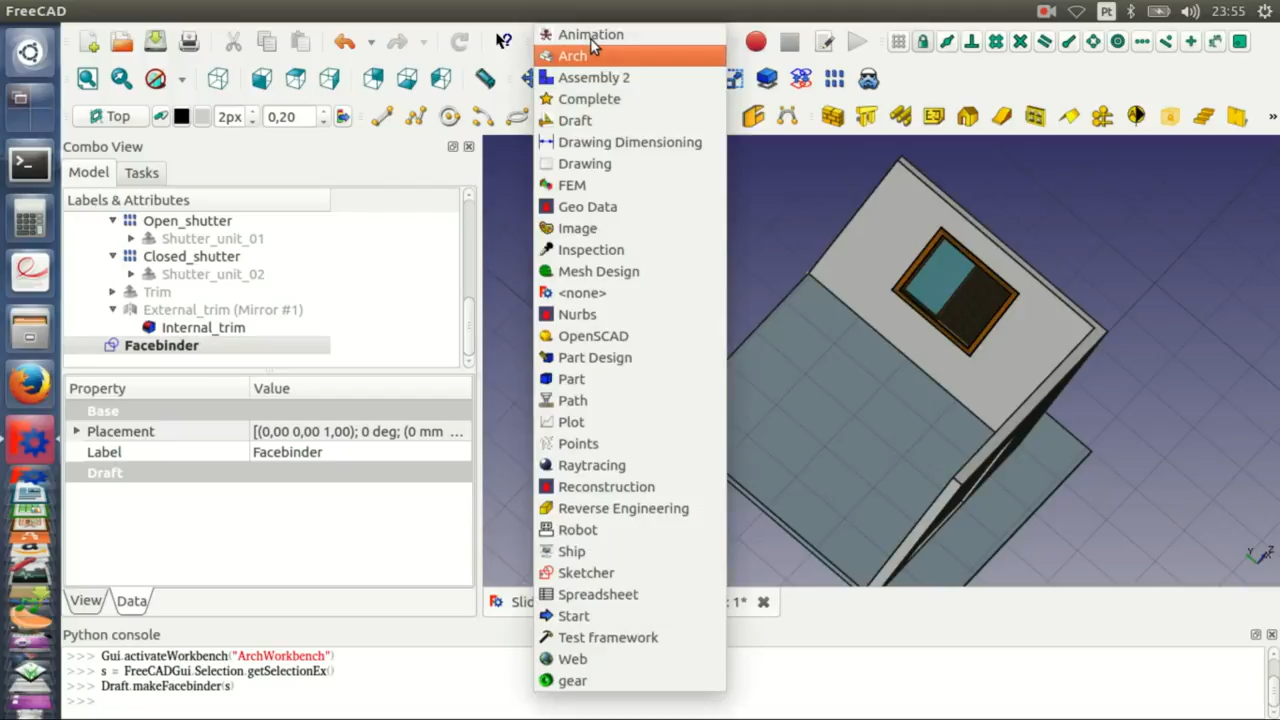 FreeCAD
Pt
23:55
Top
2px
0,20
»
Combo View
Model
Tasks
Labels & Attributes
Open_shutter
Shutter_unit_01
Closed_shutter
Shutter_unit_02
Trim
External_trim (Mirror #1)
Internal_trim
Facebinder
Property
Value
Base
Placement
[(0,00 0,00 1,00); 0 deg; (0 mm ...
Label
Facebinder
Draft
View
Data
Animation
Arch
Assembly 2
Complete
Draft
Drawing Dimensioning
Drawing
FEM
Geo Data
Image
Inspection
Mesh Design
<none>
Nurbs
OpenSCAD
Part Design
Part
Path
Plot
Points
Raytracing
Reconstruction
Reverse Engineering
Robot
Ship
Sketcher
Spreadsheet
Start
Test framework
Web
gear
Slid
: 1*
Python console
>>> Gui.activateWorkbench("ArchWorkbench")
>>> s = FreeCADGui.Selection.getSelectionEx()
>>> Draft.makeFacebinder(s)
>>>